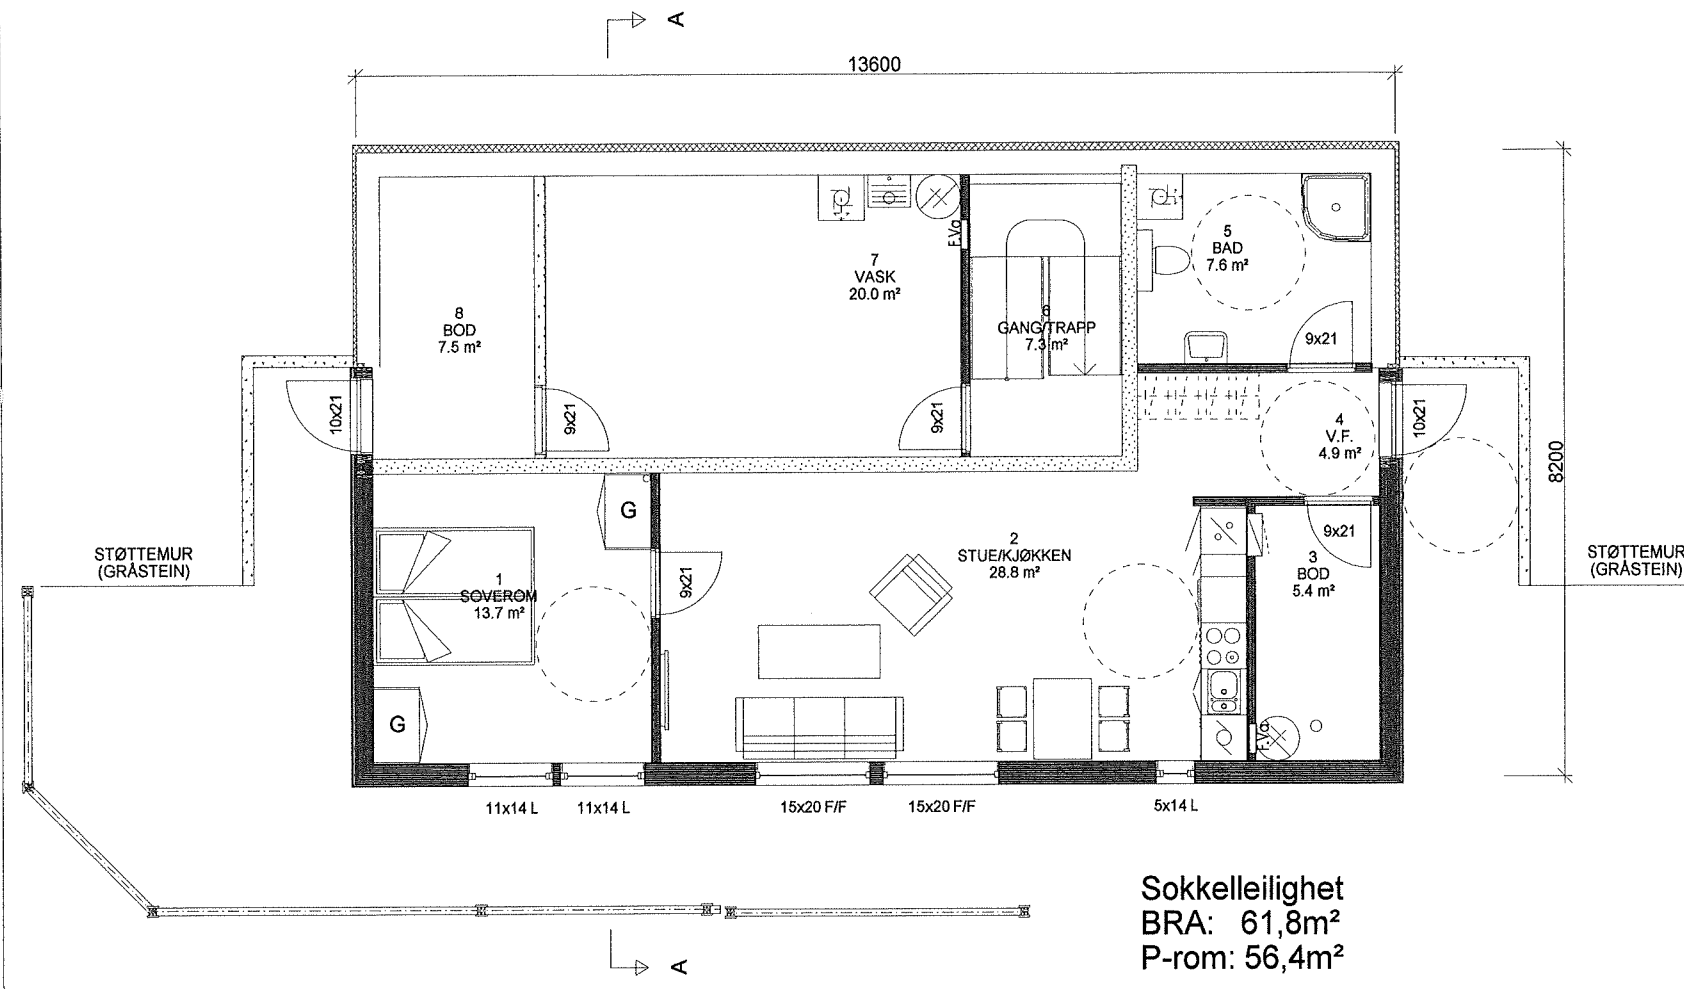 A
13600
5
BAD
7.6 m²
F.Va
7
VASK
20.0 m²
8
BOD
7.5 m²
6
GANG/TRAPP
7.3 m²
9x21
10x21
9x21
9x21
10x21
4
V.F.
4.9 m²
8200
G
9x21
2
STUE/KJØKKEN
28.8 m²
3
BOD
5.4 m²
STØTTEMUR
(GRÅSTEIN)
STØTTEMUR
(GRÅSTEIN)
1
SOVEROM
13.7 m²
9x21
G
F.Va
11x14 L
11x14 L
15x20 F/F
15x20 F/F
5x14 L
Sokkelleilighet
BRA: 61,8m²
P-rom: 56,4m²
A